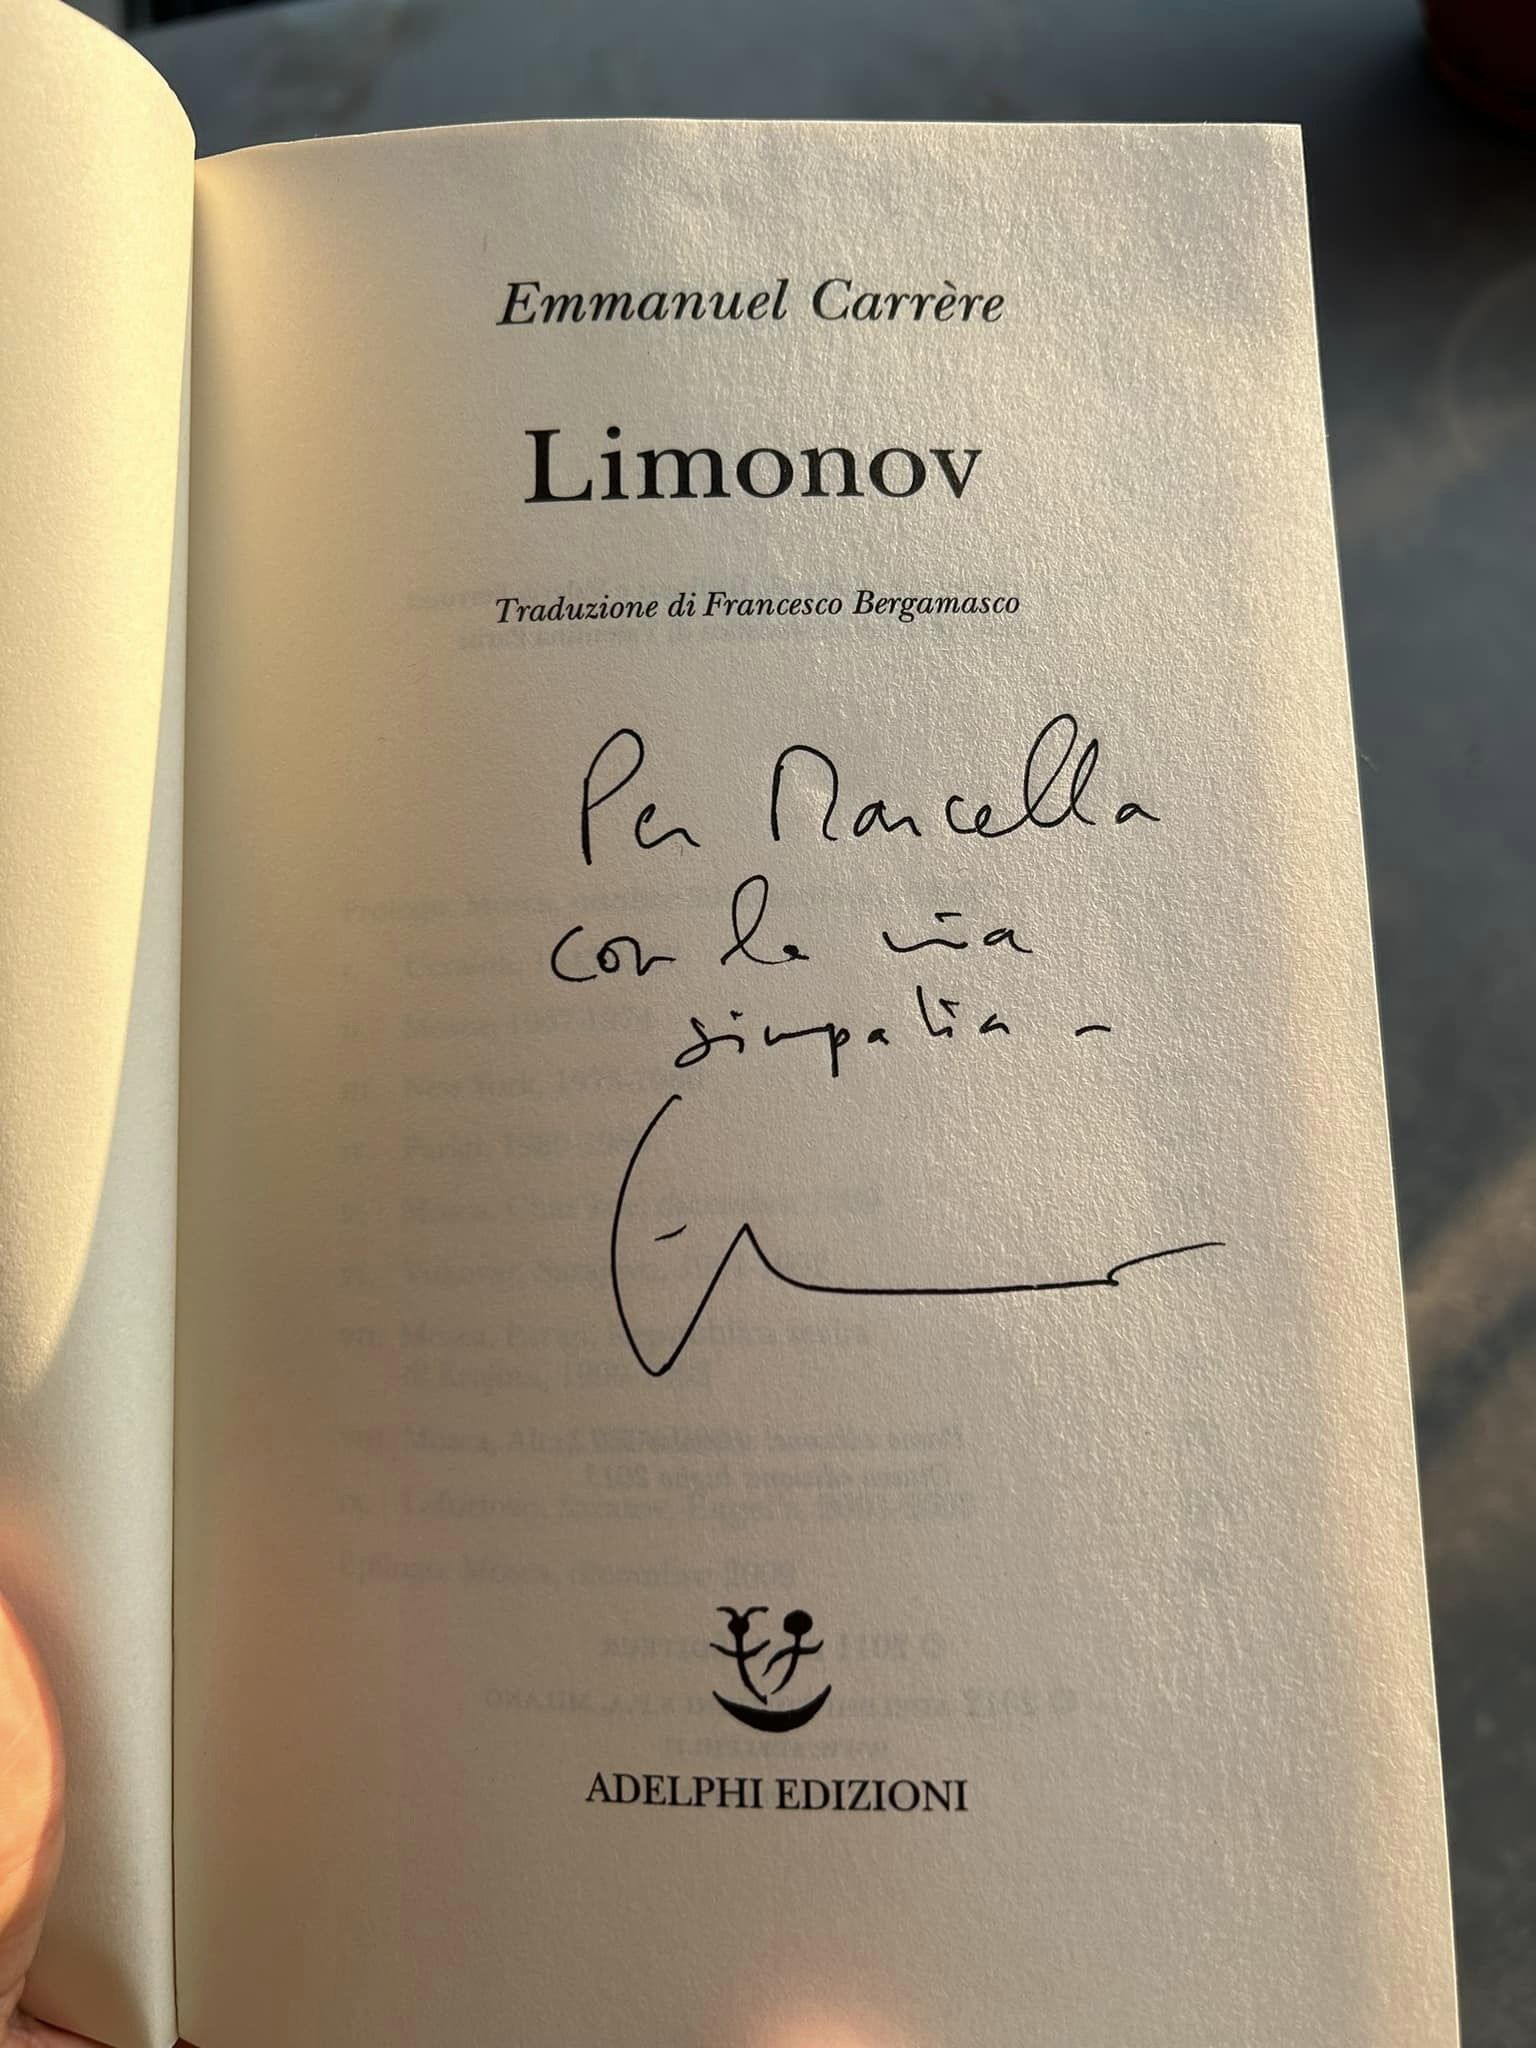 Emmanuel Carrère
Limonov
Traduzione di Francesco Bergamasco
Per Marcella
con la mia
simpatia -
ADELPHI EDIZIONI